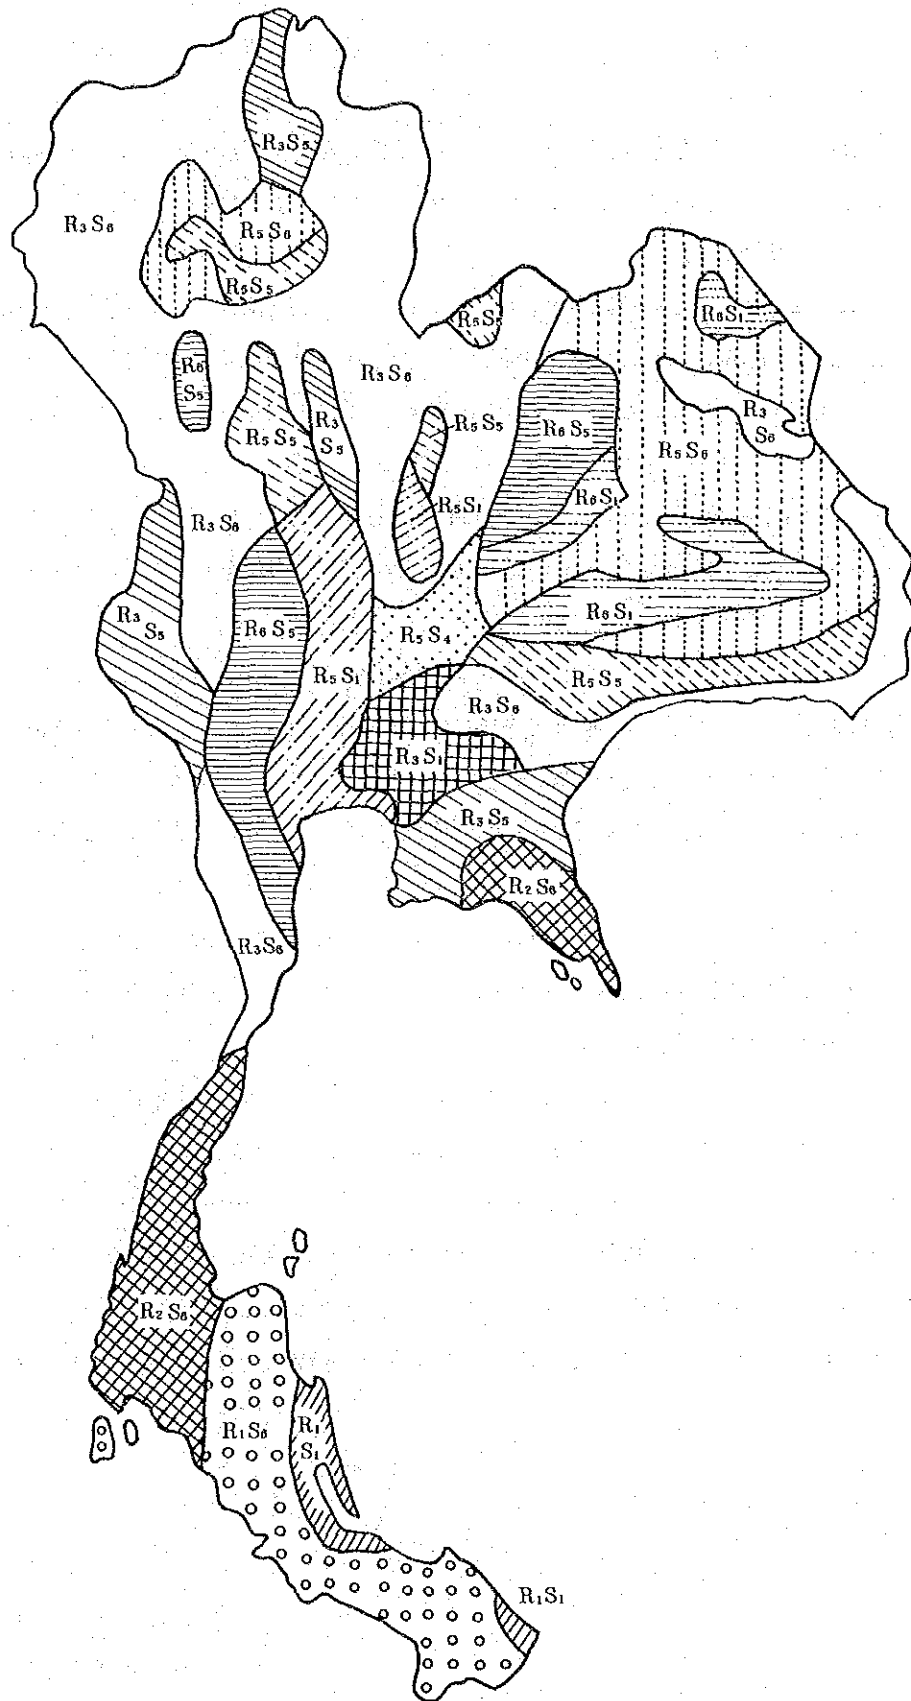 R₃S₅
R₃S₆
R₅S₆
R₅S₅
R₅S₅
R₆S₁
R₆
S₅
R₃S₆
R₃
S₆
R₅S₅
R₃
S₅
R₅S₅
R₆S₅
R₅S₆
R₃S₆
R₅S₁
R₆S₁
R₃
S₅
R₆S₅
R₅S₄
R₆S₁
R₅S₁
R₅S₅
R₃S₆
R₃S₁
R₃S₅
R₂S₆
R₃S₆
R₂S₆
R₁S₆
R₁
S₁
R₁S₁